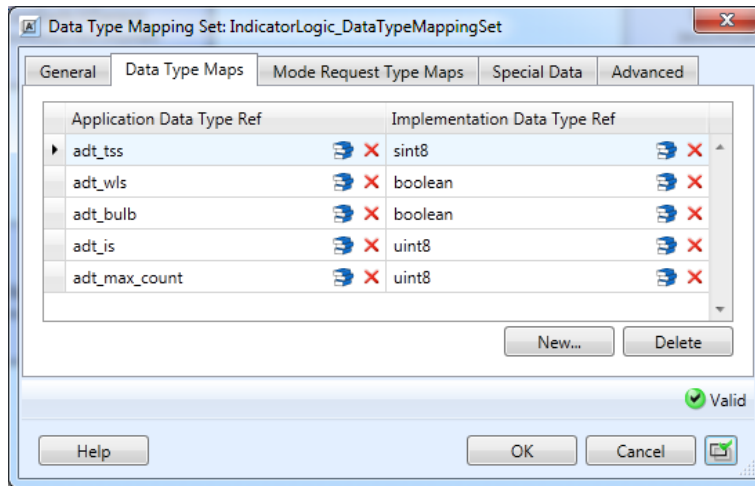 Data Type Mapping Set: IndicatorLogic_DataTypeMappingSet
General Data Type Maps Mode Request Type Maps Special Data Advanced
Application Data Type Ref Implementation Data Type Ref
adt_tss sint8
adt_wls boolean
adt_bulb boolean
adt_is uint8
adt_max_count uint8
New... Delete
Valid
Help OK Cancel